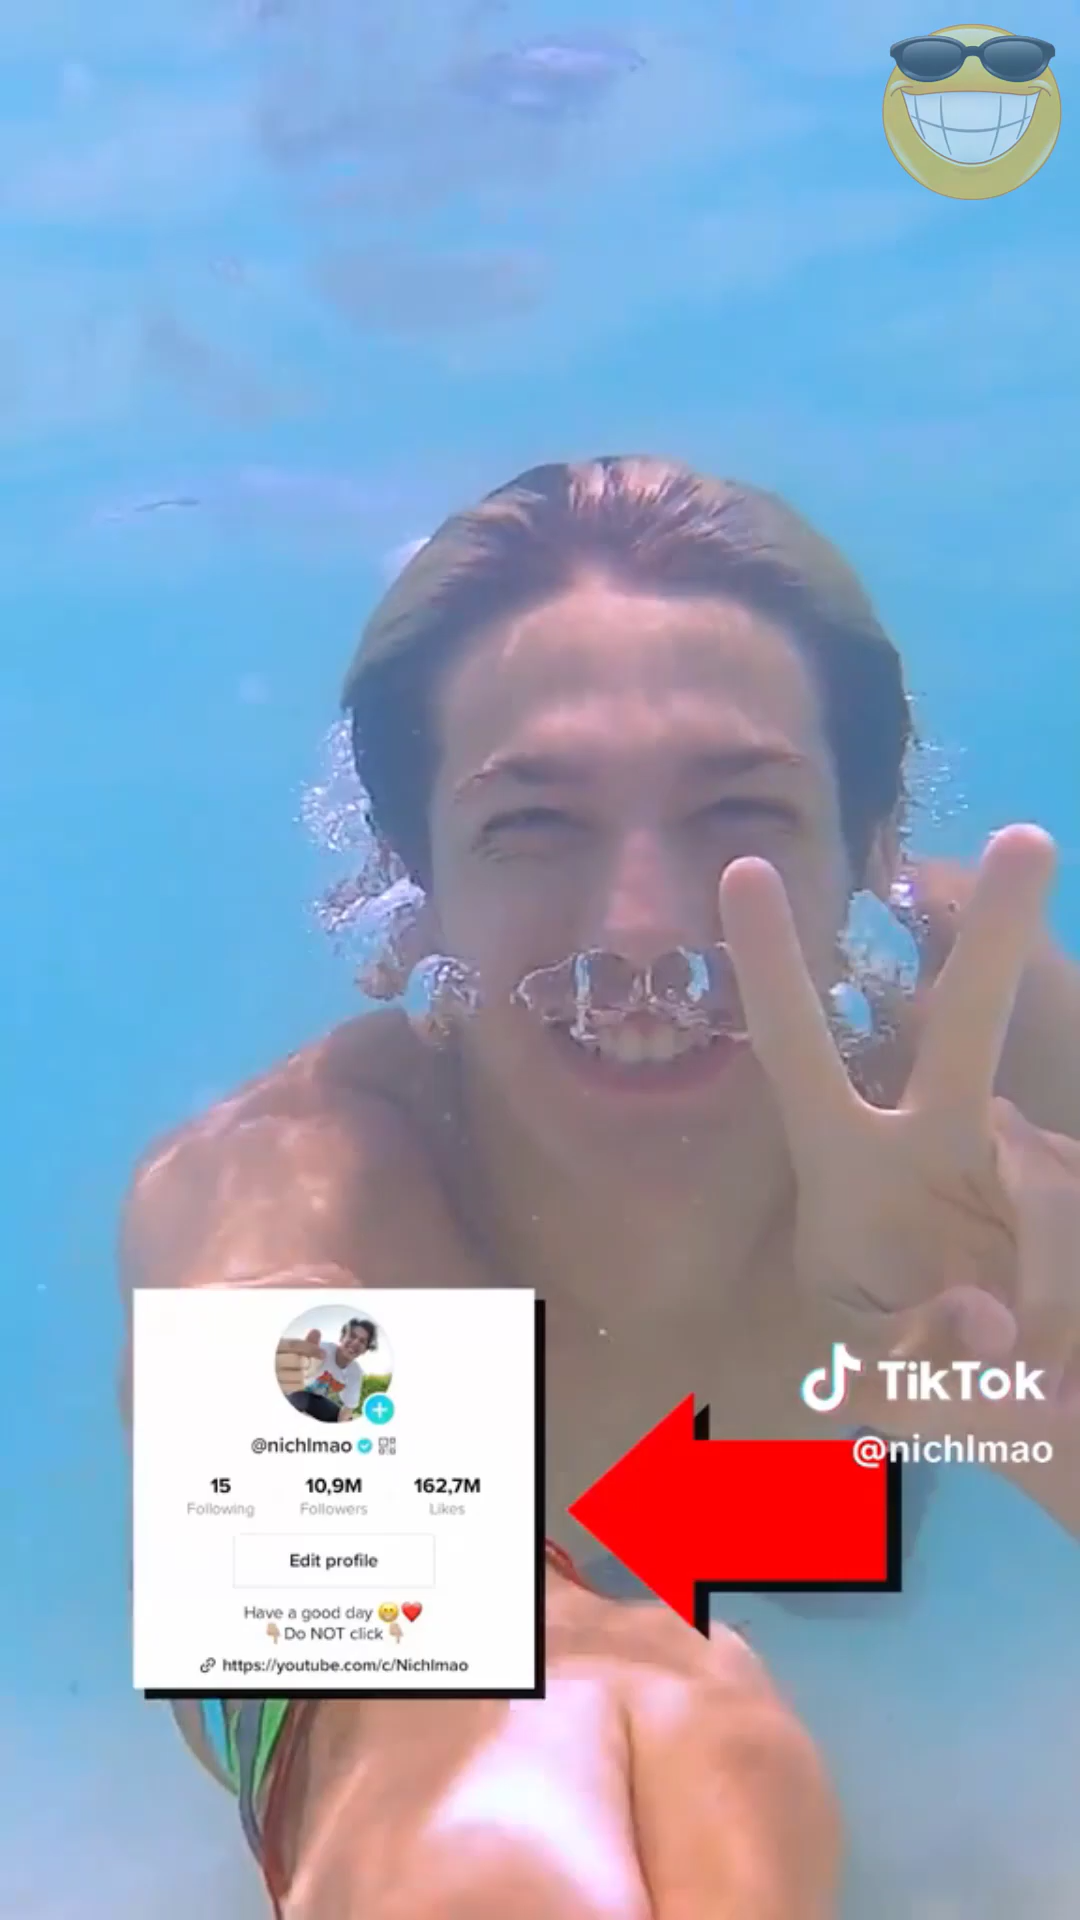 @nichlmao
15 10,9M 162,7M
Following Followers Likes
Edit profile
Have a good day 😁❤️
👇🏼Do NOT click👇🏼
https://youtube.com/c/Nichlmao
TikTok
@nichlmao